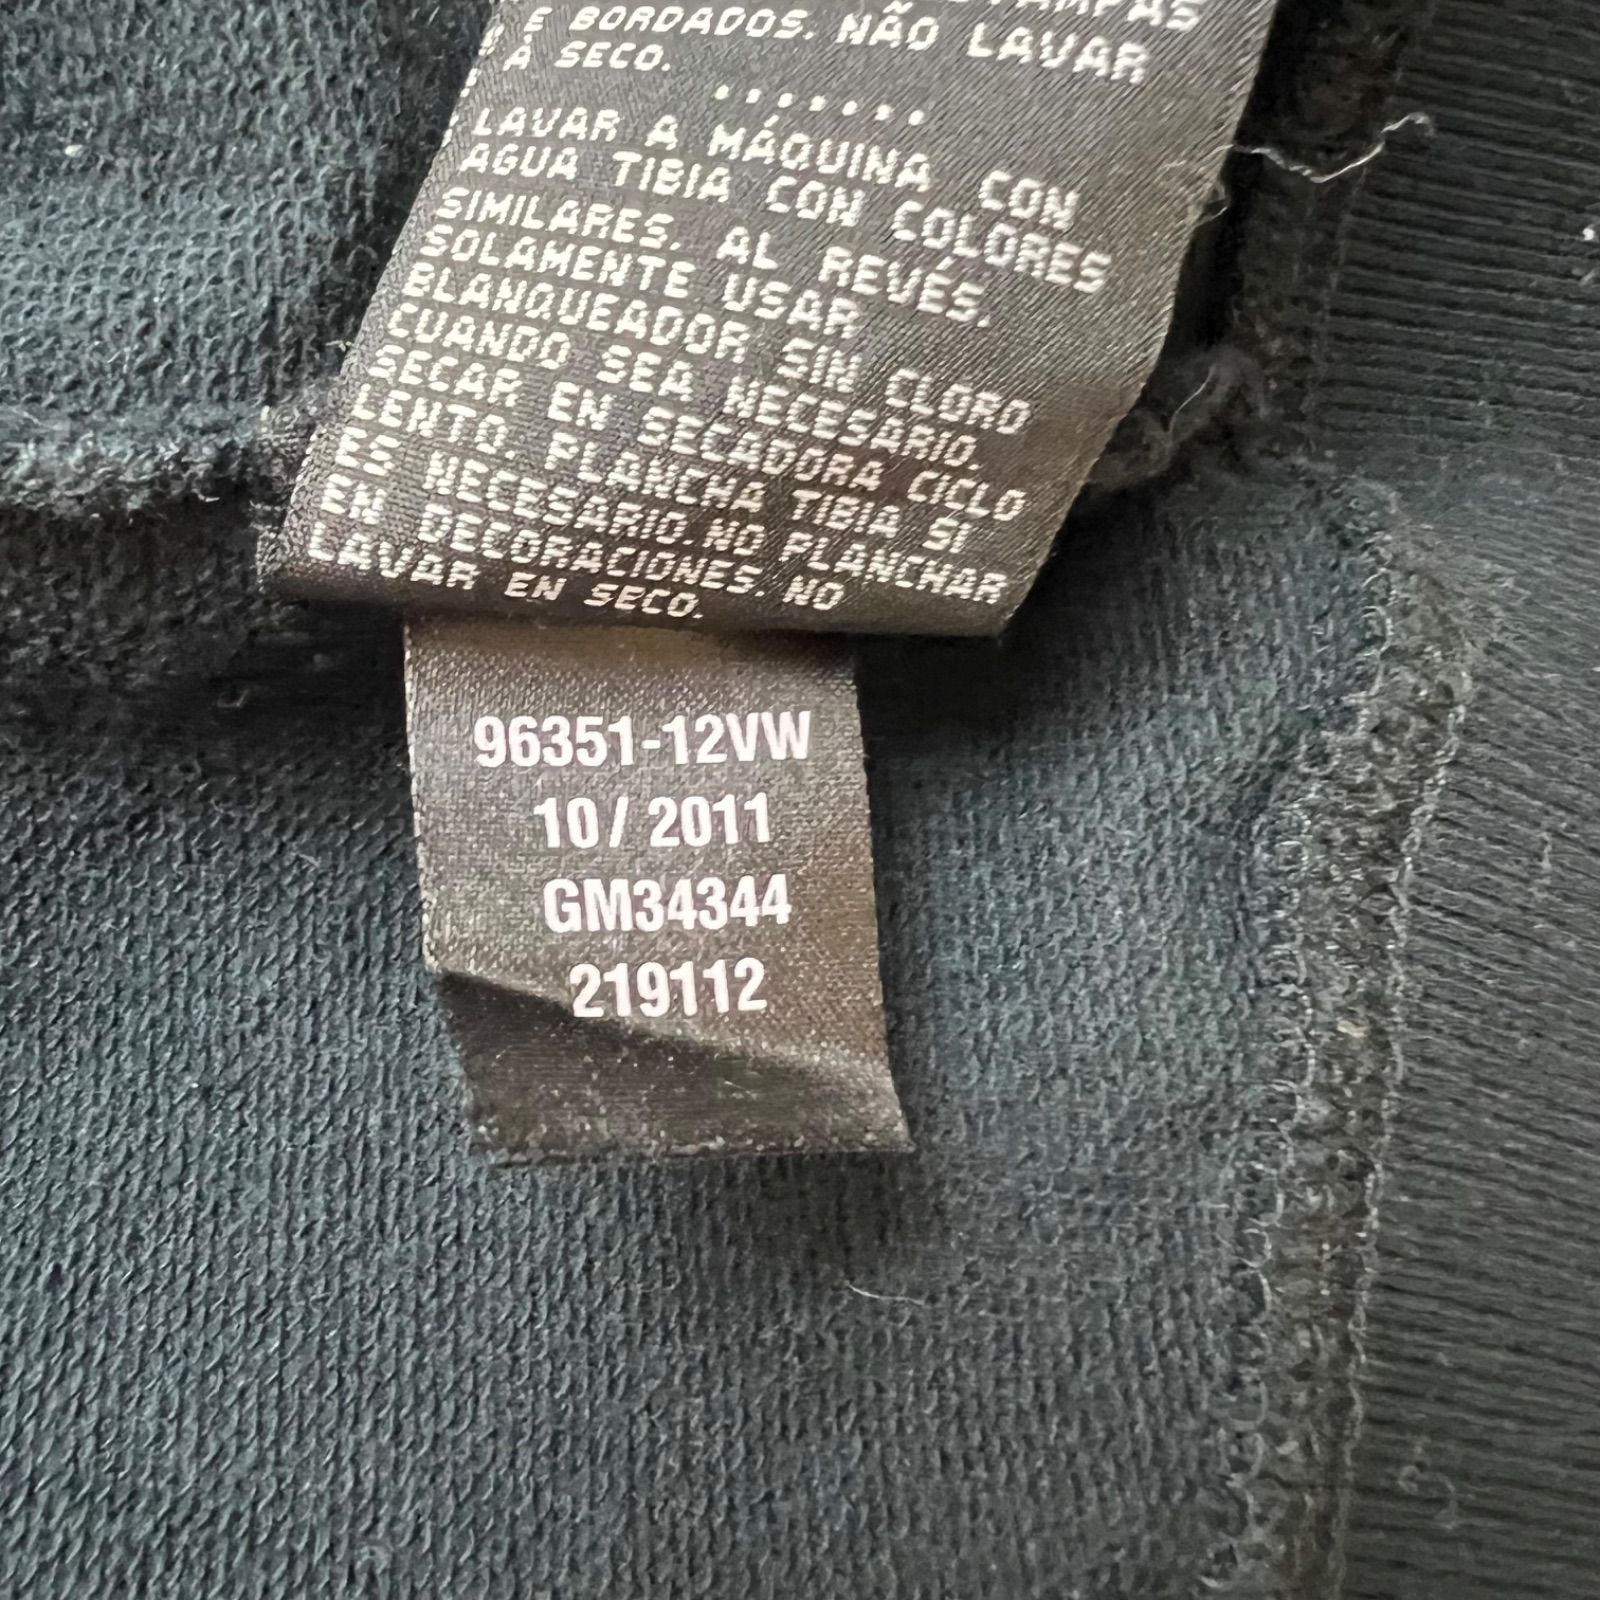 E BORDADOS. NÃO LAVAR
A SECO.
.......
LAVAR A MÁQUINA CON
AGUA TIBIA CON COLORES
SIMILARES. AL REVÉS.
SOLAMENTE USAR
BLANQUEADOR SIN CLORO
CUANDO SEA NECESARIO.
SECAR EN SECADORA CICLO
LENTO. PLANCHA TIBIA SI
ES NECESARIO. NO PLANCHAR
EN DECORACIONES. NO
LAVAR EN SECO.
96351-12VW
10/ 2011
GM34344
219112